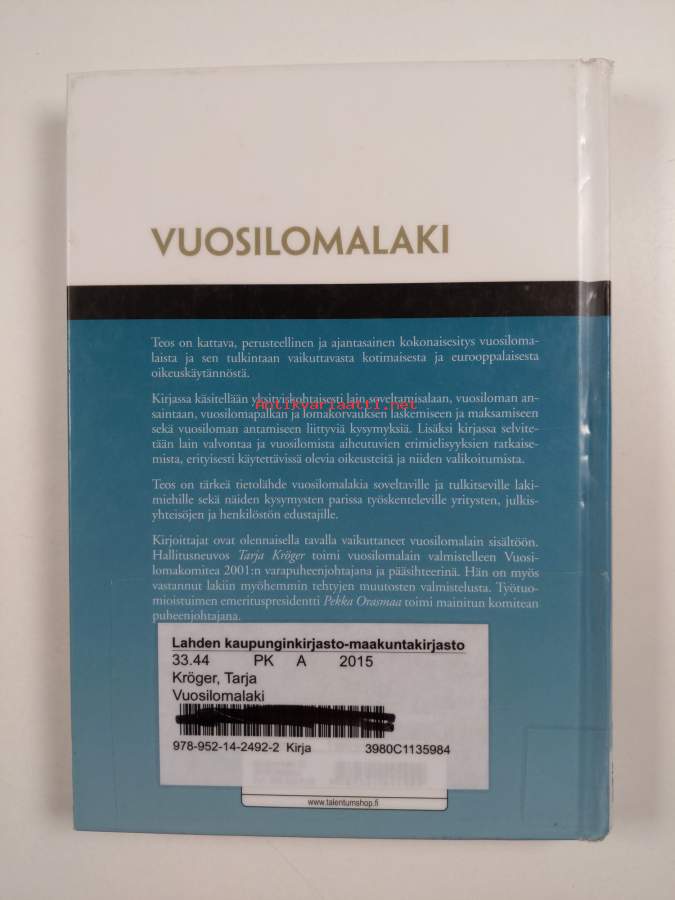 VUOSILOMALAKI
Teos on kattava, perusteellinen ja ajantasainen kokonaisesitys vuosiloma-
laista ja sen tulkintaan vaikuttavasta kotimaisesta ja eurooppalaisesta
oikeuskäytännöstä.
Kirjassa käsitellään yksityiskohtaisesti lain soveltamisalaan, vuosiloman an-
Antikvariaatti.net
saintaan, vuosilomapalkan ja lomakorvauksen laskemiseen ja maksamiseen
sekä vuosiloman antamiseen liittyviä kysymyksiä. Lisäksi kirjassa selvite-
tään lain valvontaa ja vuosilomista aiheutuvien erimielisyyksien ratkaise-
mista, erityisesti käytettävissä olevia oikeusteitä ja niiden valikoitumista.
Teos on tärkeä tietolähde vuosilomalakia soveltaville ja tulkitseville laki-
miehille sekä näiden kysymysten parissa työskenteleville yritysten, julkis-
yhteisöjen ja henkilöstön edustajille.
Kirjoittajat ovat olennaisella tavalla vaikuttaneet vuosilomalain sisältöön.
Hallitusneuvos Tarja Kröger toimi vuosilomalain valmistelleen Vuosi-
lomakomitea 2001:n varapuheenjohtajana ja pääsihteerinä. Hän on myös
vastannut lakiin myöhemmin tehtyjen muutosten valmistelusta. Työtuo-
mioistuimen emerituspresidentti Pekka Orasmaa toimi mainitun komitean
puheenjohtajana.
Lahden kaupunginkirjasto-maakuntakirjasto
33.44 PK A 2015
Kröger, Tarja
Vuosilomalaki
978-952-14-2492-2 Kirja 3980C1135984
www.talentumshop.fi